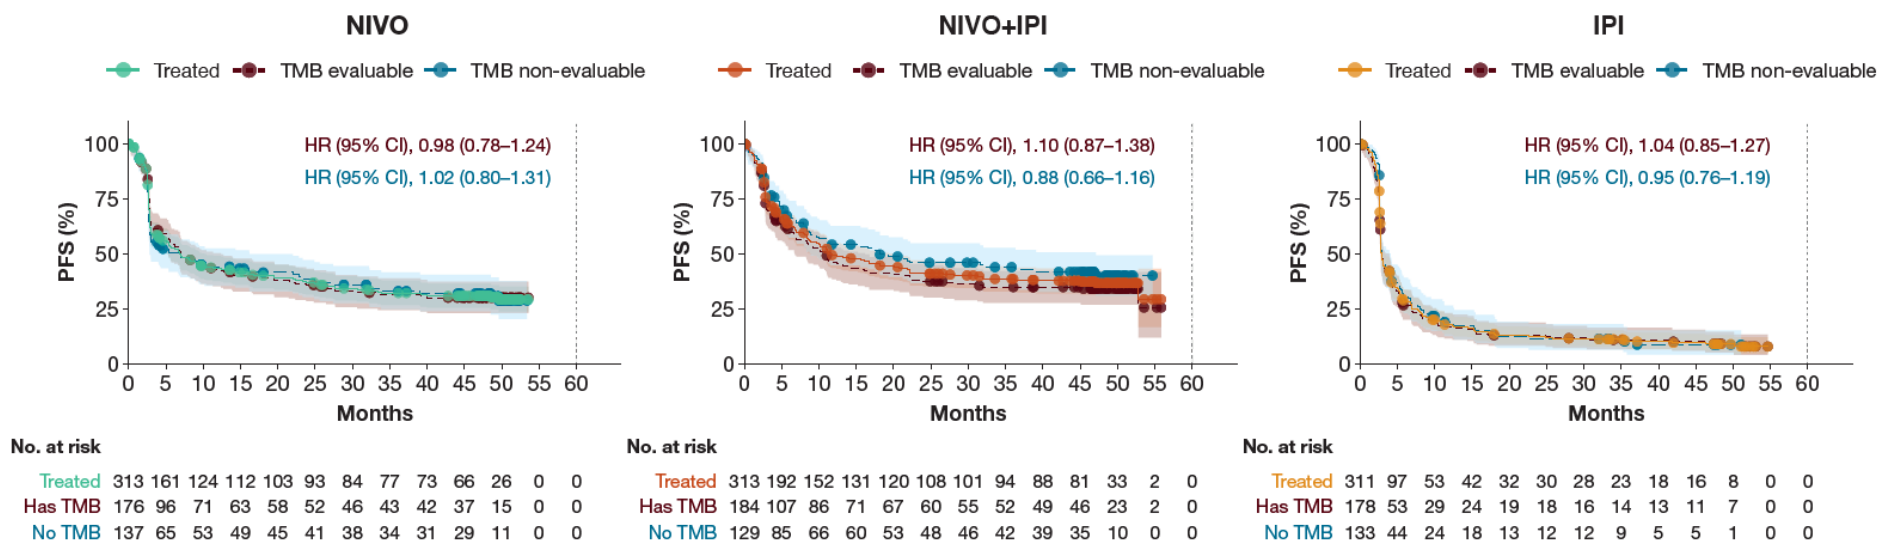 NIVO
Treated TMB evaluable TMB non-evaluable
HR (95% CI), 0.98 (0.78–1.24)
HR (95% CI), 1.02 (0.80–1.31)
PFS (%)
100
75
50
25
0
0 5 10 15 20 25 30 35 40 45 50 55 60
Months
No. at risk
Treated 313 161 124 112 103 93 84 77 73 66 26 0 0
Has TMB 176 96 71 63 58 52 46 43 42 37 15 0 0
No TMB 137 65 53 49 45 41 38 34 31 29 11 0 0
NIVO+IPI
Treated TMB evaluable TMB non-evaluable
HR (95% CI), 1.10 (0.87–1.38)
HR (95% CI), 0.88 (0.66–1.16)
PFS (%)
100
75
50
25
0
0 5 10 15 20 25 30 35 40 45 50 55 60
Months
No. at risk
Treated 313 192 152 131 120 108 101 94 88 81 33 2 0
Has TMB 184 107 86 71 67 60 55 52 49 46 23 2 0
No TMB 129 85 66 60 53 48 46 42 39 35 10 0 0
IPI
Treated TMB evaluable TMB non-evaluable
HR (95% CI), 1.04 (0.85–1.27)
HR (95% CI), 0.95 (0.76–1.19)
PFS (%)
100
75
50
25
0
0 5 10 15 20 25 30 35 40 45 50 55 60
Months
No. at risk
Treated 311 97 53 42 32 30 28 23 18 16 8 0 0
Has TMB 178 53 29 24 19 18 16 14 13 11 7 0 0
No TMB 133 44 24 18 13 12 12 9 5 5 1 0 0